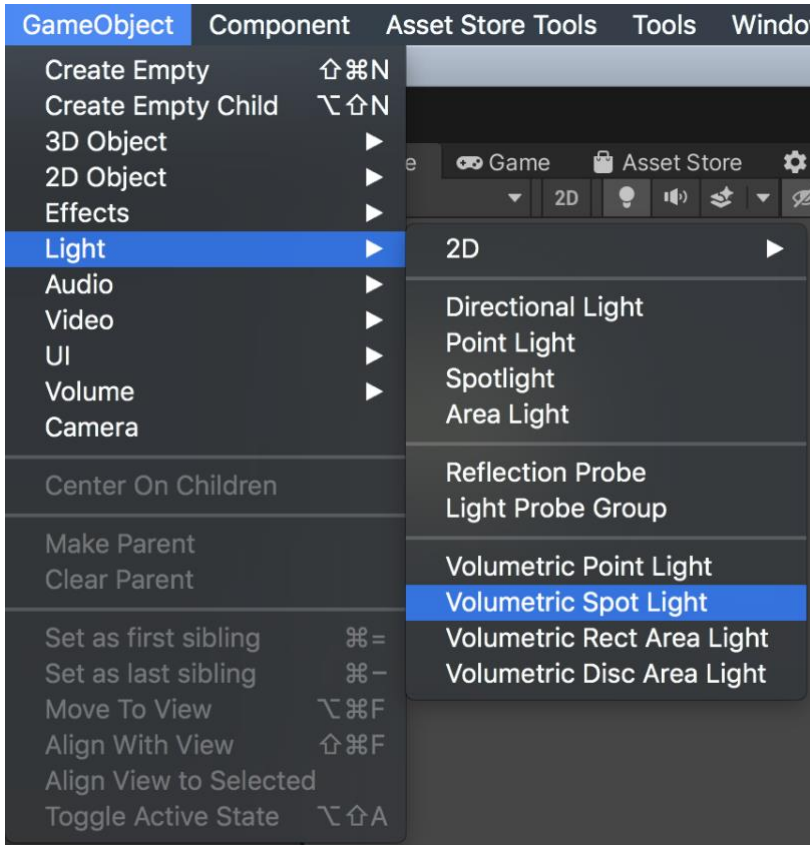 GameObject Component Asset Store Tools Tools Windo
Create Empty ⇧⌘N
Create Empty Child ⌥⇧N
3D Object ▶
2D Object ▶
Effects ▶
Light ▶
Audio ▶
Video ▶
UI ▶
Volume ▶
Camera
Center On Children
Make Parent
Clear Parent
Set as first sibling ⌘=
Set as last sibling ⌘–
Move To View ⌥⌘F
Align With View ⇧⌘F
Align View to Selected
Toggle Active State ⌥⇧A
e Game Asset Store
2D
2D ▶
Directional Light
Point Light
Spotlight
Area Light
Reflection Probe
Light Probe Group
Volumetric Point Light
Volumetric Spot Light
Volumetric Rect Area Light
Volumetric Disc Area Light